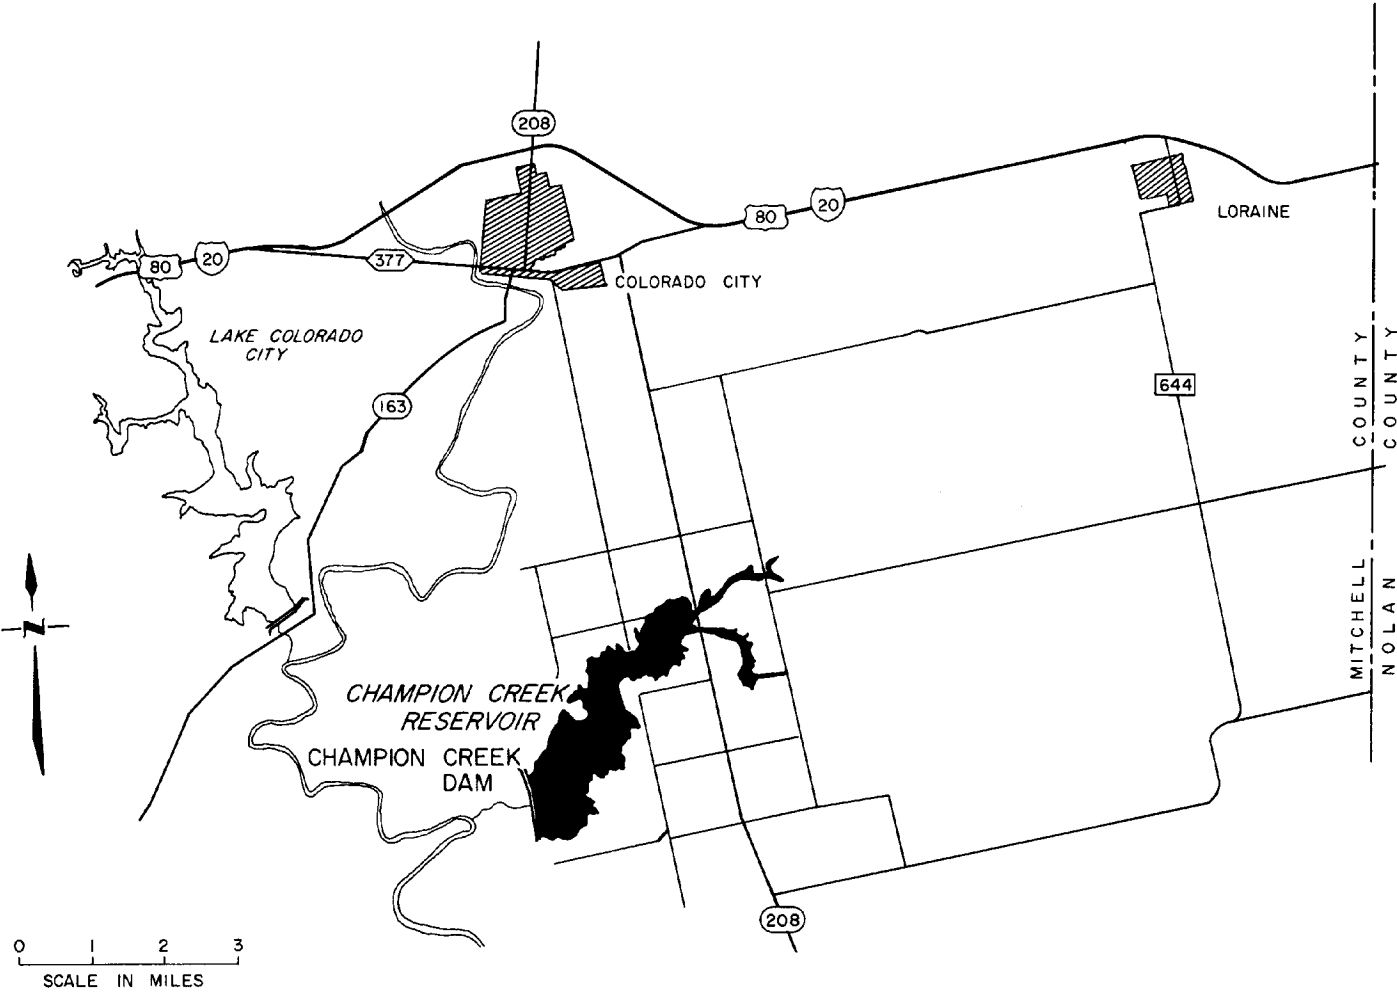 208
80
20
LORAINE
80
20
377
COLORADO CITY
LAKE COLORADO
CITY
163
644
MITCHELL COUNTY
NOLAN COUNTY
N
CHAMPION CREEK
RESERVOIR
CHAMPION CREEK
DAM
208
0 1 2 3
SCALE IN MILES